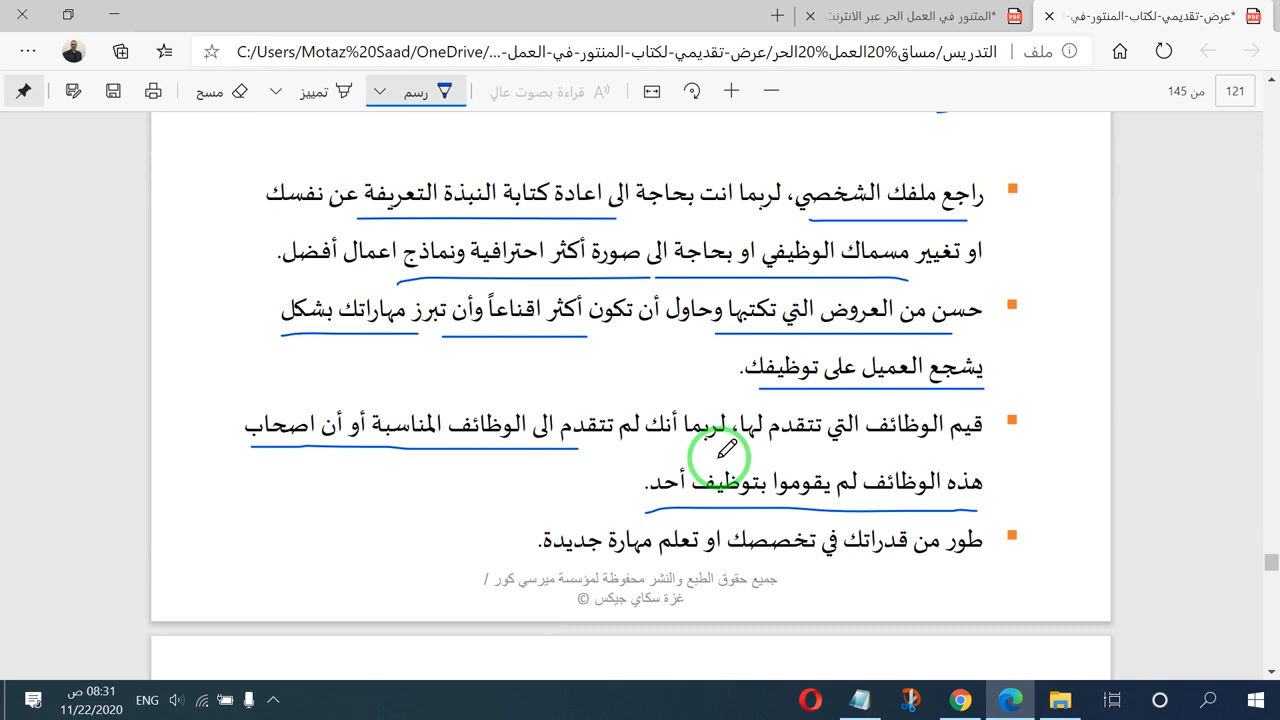 *عرض-تقديمي-لكتاب-المنتور-في-ا
*المنتور في العمل الحر عبر الانترنت
ملف
C:/Users/Motaz%20Saad/OneDrive/التدريس/مساق%20العمل%20الحر/عرض-تقديمي-لكتاب-المنتور-في-العمل-...
121
من 145
قراءة بصوت عالٍ
رسم
تمييز
مسح
راجع ملفك الشخصي، لربما انت بحاجة الى اعادة كتابة النبذة التعريفة عن نفسك
او تغيير مسماك الوظيفي او بحاجة الى صورة أكثر احترافية ونماذج اعمال أفضل.
حسن من العروض التي تكتبها وحاول أن تكون أكثر اقناعاً وأن تبرز مهاراتك بشكل
يشجع العميل على توظيفك.
قيم الوظائف التي تتقدم لها، لربما أنك لم تتقدم الى الوظائف المناسبة أو أن اصحاب
هذه الوظائف لم يقوموا بتوظيف أحد.
طور من قدراتك في تخصصك او تعلم مهارة جديدة.
جميع حقوق الطبع والنشر محفوظة لمؤسسة ميرسي كور /
غزة سكاي جيكس ©
08:31 ص
11/22/2020
ENG